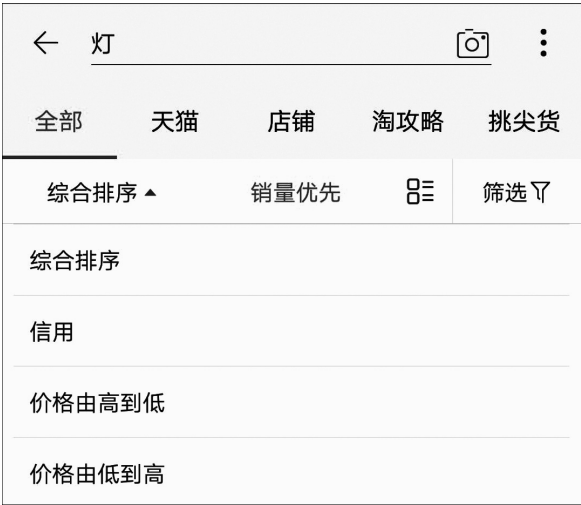 灯
全部 天猫 店铺 淘攻略 挑尖货
综合排序 销量优先 筛选
综合排序
信用
价格由高到低
价格由低到高